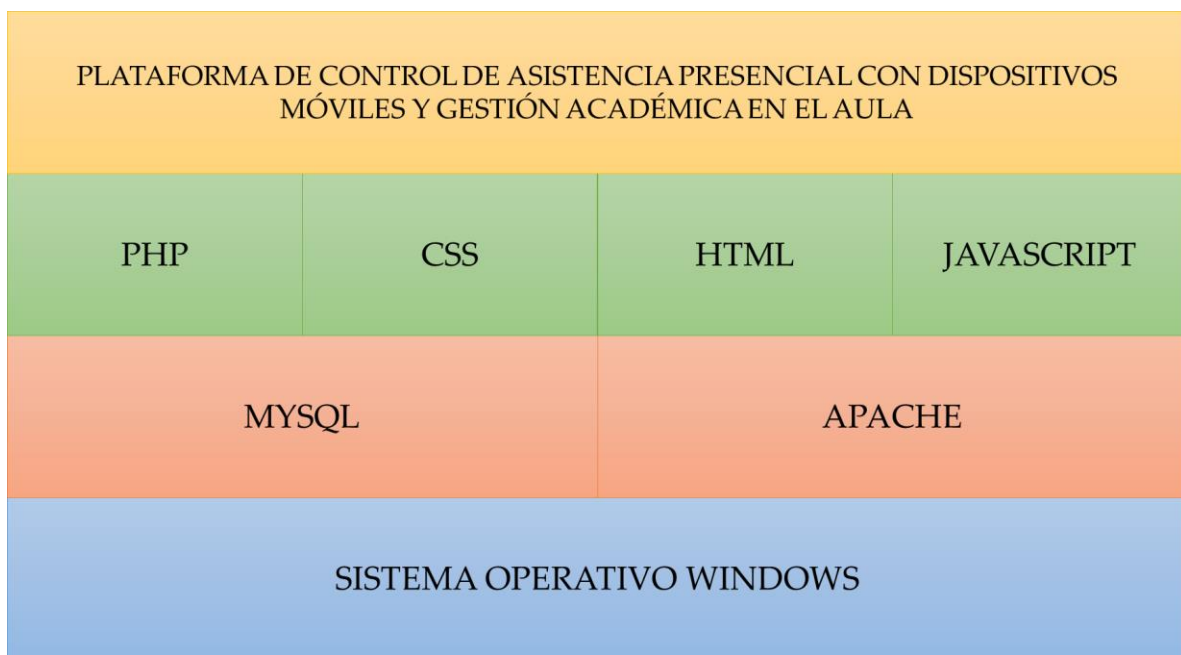 PLATAFORMA DE CONTROL DE ASISTENCIA PRESENCIAL CON DISPOSITIVOS
MÓVILES Y GESTIÓN ACADÉMICA EN EL AULA
PHP
CSS
HTML
JAVASCRIPT
MYSQL
APACHE
SISTEMA OPERATIVO WINDOWS